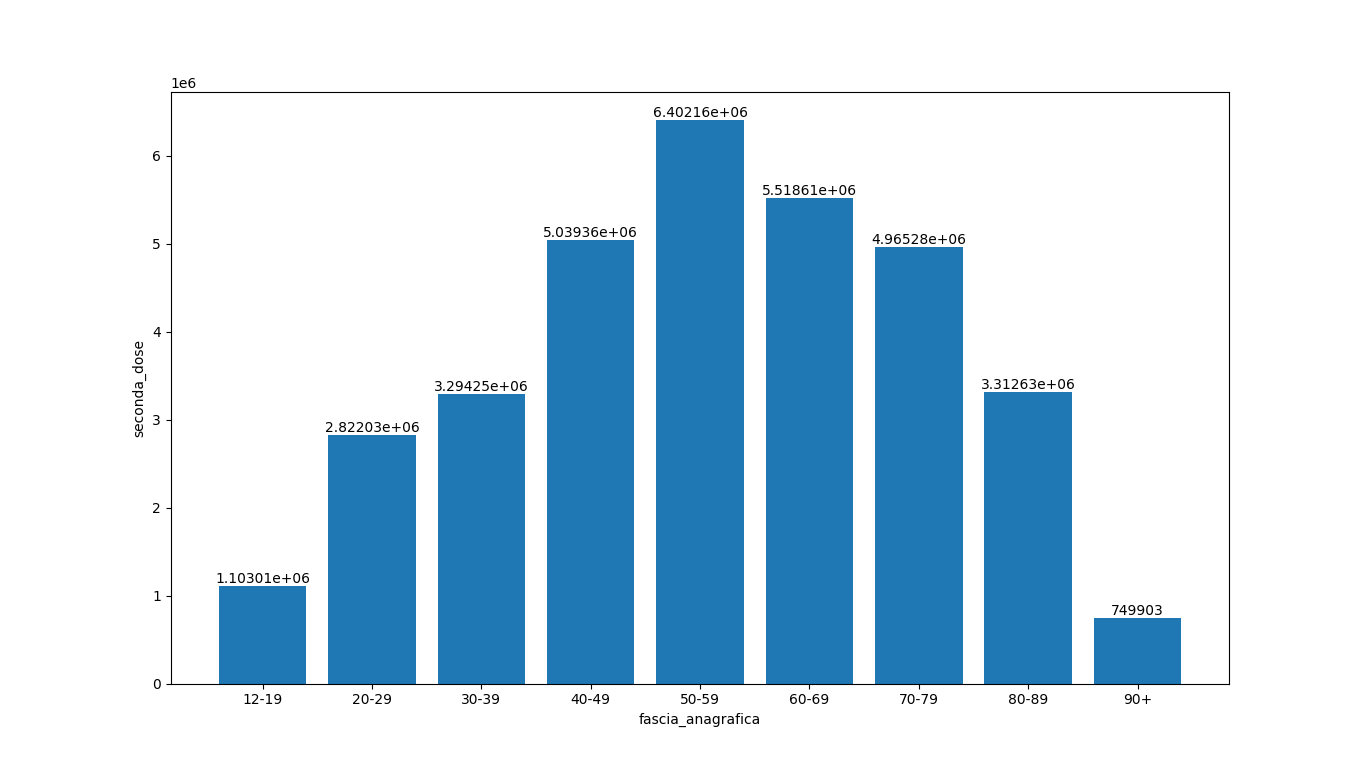 1e6
6.40216e+06
5.51861e+06
5.03936e+06
4.96528e+06
3.29425e+06
3.31263e+06
2.82203e+06
1.10301e+06
749903
6
5
4
3
2
1
0
seconda_dose
12-19 20-29 30-39 40-49 50-59 60-69 70-79 80-89 90+
fascia_anagrafica